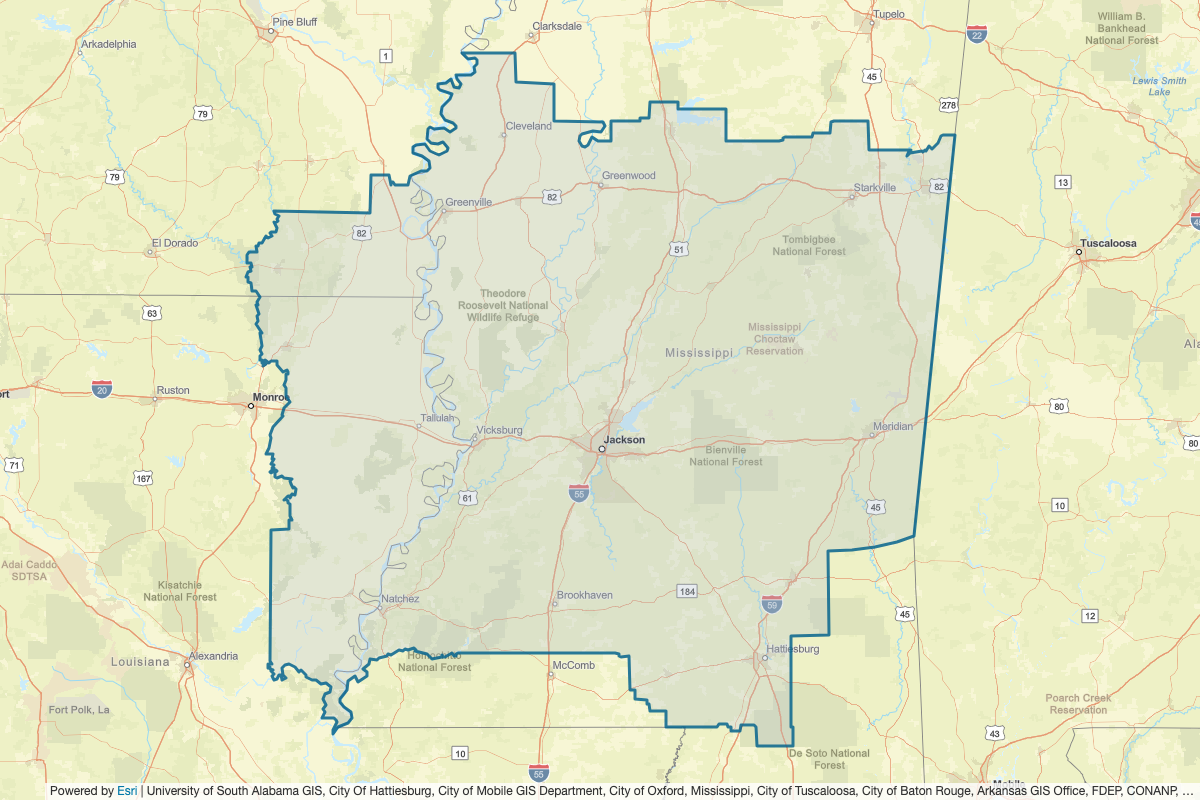 Clarksdale
Tupelo
Pine Bluff
William B.
Bankhead
National Forest
22
Arkadelphia
1
45
Lewis Smith
Lake
278
79
Cleveland
79
Greenwood
13
82
82
Starkville
Greenville
82
El Dorado
51
Tombigbee
National Forest
Tuscaloosa
Theodore
Roosevelt National
Wildlife Refuge
63
Mississippi
Choctaw
Reservation
Mississippi
Ala
20
Ruston
ort
Monro
80
Tallulah
Vicksburg
Meridian
Jackson
80
Bienville
National Forest
71
167
61
55
45
10
Adai Caddo
SDTSA
Kisatchie
National Forest
Natchez
Brookhaven
184
59
45
12
Louisiana
Alexandria
Homochitto
National Forest
McComb
Hattiesburg
Fort Polk, La
Poarch Creek
Reservation
43
10
De Soto National
Forest
55
Mobile
Powered by Esri | University of South Alabama GIS, City Of Hattiesburg, City of Mobile GIS Department, City of Oxford, Mississippi, City of Tuscaloosa, City of Baton Rouge, Arkansas GIS Office, FDEP, CONANP, …